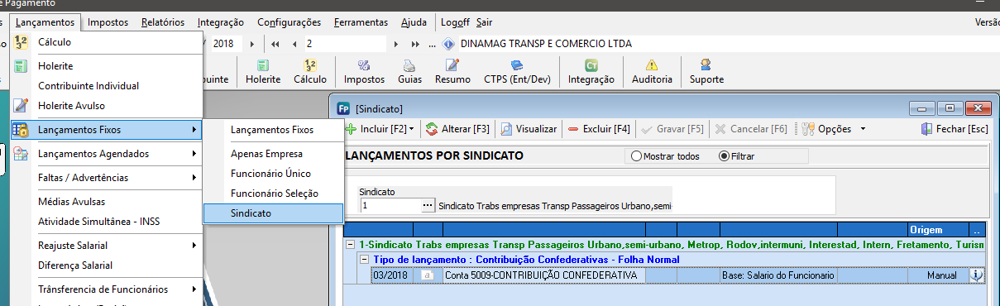 e Pagamento
Lançamentos Impostos Relatórios Integração Configurações Ferramentas Ajuda Logoff Sair Versão
2018 2 ... DINAMAG TRANSP E COMERCIO LTDA
uinte Holerite Cálculo Impostos Guias Resumo CTPS (Ent/Dev) Integração Auditoria Suporte
Cálculo
Holerite
Contribuinte Individual
Holerite Avulso
Lançamentos Fixos
Lançamentos Agendados
Faltas / Advertências
Médias Avulsas
Atividade Simultânea - INSS
Reajuste Salarial
Diferença Salarial
Trânsferencia de Funcionários
Lançamentos Fixos
Apenas Empresa
Funcionário Único
Funcionário Seleção
Sindicato
Fp [Sindicato]
Incluir [F2] Alterar [F3] Visualizar Excluir [F4] Gravar [F5] Cancelar [F6] Opções Fechar [Esc]
LANÇAMENTOS POR SINDICATO Mostrar todos Filtrar
Sindicato
1 ... Sindicato Trabs empresas Transp Passageiros Urbano,semi-
Origem ..
1-Sindicato Trabs empresas Transp Passageiros Urbano,semi-urbano, Metrop, Rodov,intermuni, Interestad, Intern, Fretamento, Turism
Tipo de lançamento : Contribuição Confederativas - Folha Normal
03/2018 a Conta 5009-CONTRIBUIÇÃO CONFEDERATIVA Base: Salario do Funcionario Manual